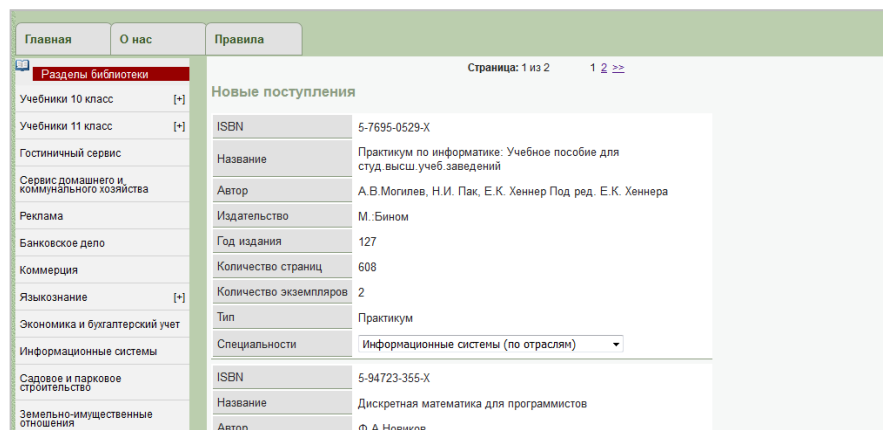 Главная О нас Правила
Разделы библиотеки
Учебники 10 класс [+]
Учебники 11 класс [+]
Гостиничный сервис
Сервис домашнего и
коммунального хозяйства
Реклама
Банковское дело
Коммерция
Языкознание [+]
Экономика и бухгалтерский учет
Информационные системы
Садовое и парковое
строительство
Земельно-имущественные
отношения
Страница: 1 из 2 1 2 >>
Новые поступления
ISBN 5-7695-0529-X
Название Практикум по информатике: Учебное пособие для
студ.высш.учеб.заведений
Автор А.В.Могилев, Н.И. Пак, Е.К. Хеннер Под ред. Е.К. Хеннера
Издательство М.:Бином
Год издания 127
Количество страниц 608
Количество экземпляров 2
Тип Практикум
Специальности Информационные системы (по отраслям)
ISBN 5-94723-355-X
Название Дискретная математика для программистов
Автор Ф.А.Новиков